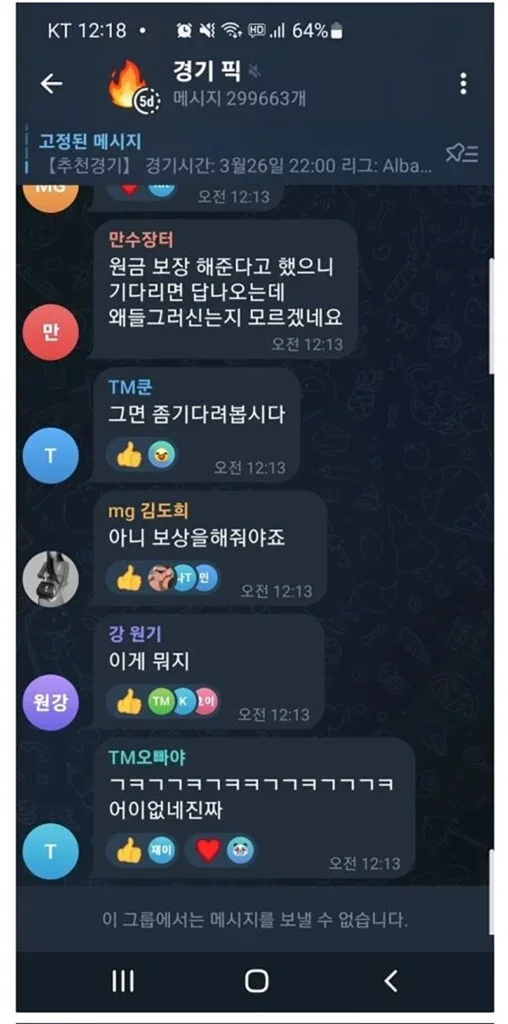 KT 12:18 • HD 64%
경기 픽
5d
메시지 299663개
고정된 메시지
【추천경기】 경기시간: 3월26일 22:00 리그: Alba...
MG
오전 12:13
만수장터
원금 보장 해준다고 했으니
기다리면 답나오는데
왜들그러신는지 모르겠네요
만
오전 12:13
TM쿤
그면 좀기다려봅시다
T
오전 12:13
mg 김도희
아니 보상을해줘야죠
민
오전 12:13
강 원기
이게 뭐지
원강
TM K
오전 12:13
TM오빠야
ㄱㅋㄱㄱㅋㄱㅋㅋㄱㄱㅋㄱㄱㄱㅋ
어이없네진짜
T
재이
오전 12:13
이 그룹에서는 메시지를 보낼 수 없습니다.